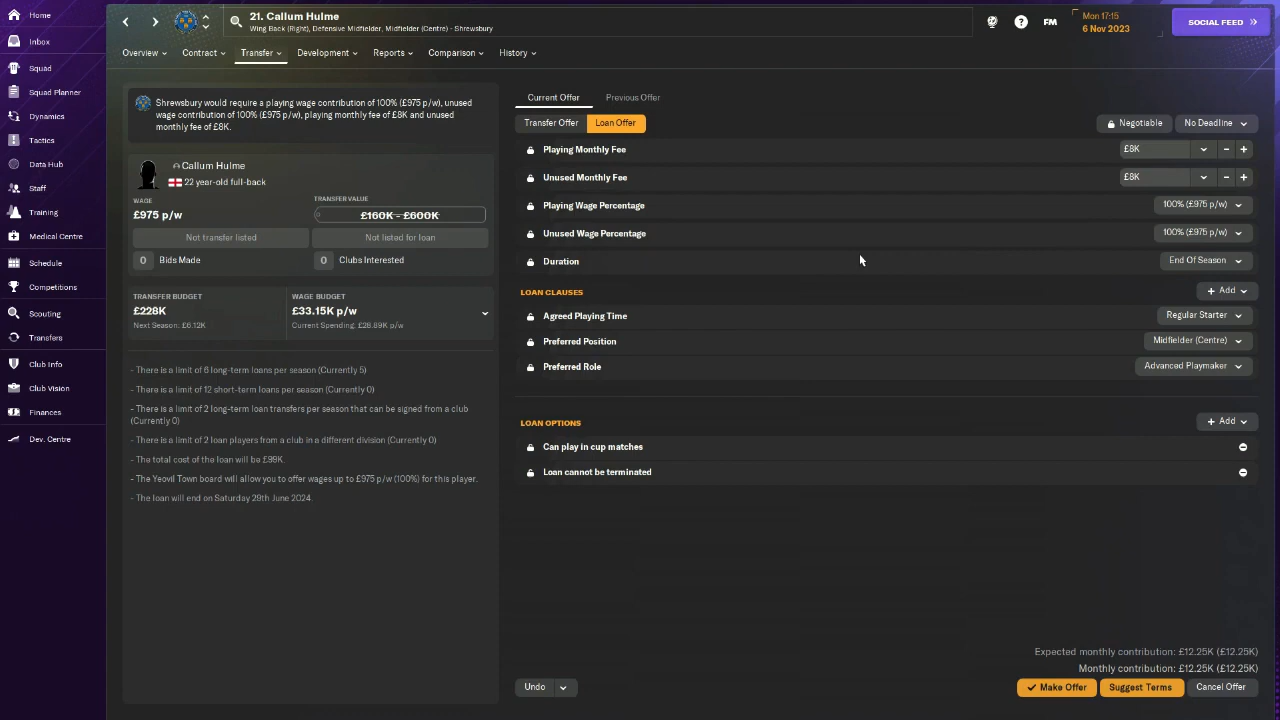 Home
Inbox
Squad
Squad Planner
Dynamics
Tactics
Data Hub
Staff
Training
Medical Centre
Schedule
Competitions
Scouting
Transfers
Club Info
Club Vision
Finances
Dev. Centre
21. Callum Hulme
Wing Back (Right), Defensive Midfielder, Midfielder (Centre) - Shrewsbury
FM
Mon 17:15
6 Nov 2023
SOCIAL FEED
Overview
Contract
Transfer
Development
Reports
Comparison
History
Shrewsbury would require a playing wage contribution of 100% (£975 p/w), unused
wage contribution of 100% (£975 p/w), playing monthly fee of £8K and unused
monthly fee of £8K.
Callum Hulme
22 year-old full-back
WAGE
£975 p/w
TRANSFER VALUE
£160K - £600K
Not transfer listed
Not listed for loan
0 Bids Made
0 Clubs Interested
TRANSFER BUDGET
£228K
Next Season: £6.12K
WAGE BUDGET
£33.15K p/w
Current Spending: £28.89K p/w
- There is a limit of 6 long-term loans per season (Currently 5)
- There is a limit of 12 short-term loans per season (Currently 0)
- There is a limit of 2 long-term loan transfers per season that can be signed from a club
(Currently 0)
- There is a limit of 2 loan players from a club in a different division (Currently 0)
- The total cost of the loan will be £99K.
- The Yeovil Town board will allow you to offer wages up to £975 p/w (100%) for this player.
- The loan will end on Saturday 29th June 2024.
Current Offer
Previous Offer
Transfer Offer
Loan Offer
Negotiable
No Deadline
Playing Monthly Fee £8K - +
Unused Monthly Fee £8K - +
Playing Wage Percentage 100% (£975 p/w)
Unused Wage Percentage 100% (£975 p/w)
Duration End Of Season
LOAN CLAUSES + Add
Agreed Playing Time Regular Starter
Preferred Position Midfielder (Centre)
Preferred Role Advanced Playmaker
LOAN OPTIONS + Add
Can play in cup matches
Loan cannot be terminated
Expected monthly contribution: £12.25K (£12.25K)
Monthly contribution: £12.25K (£12.25K)
Undo
Make Offer
Suggest Terms
Cancel Offer